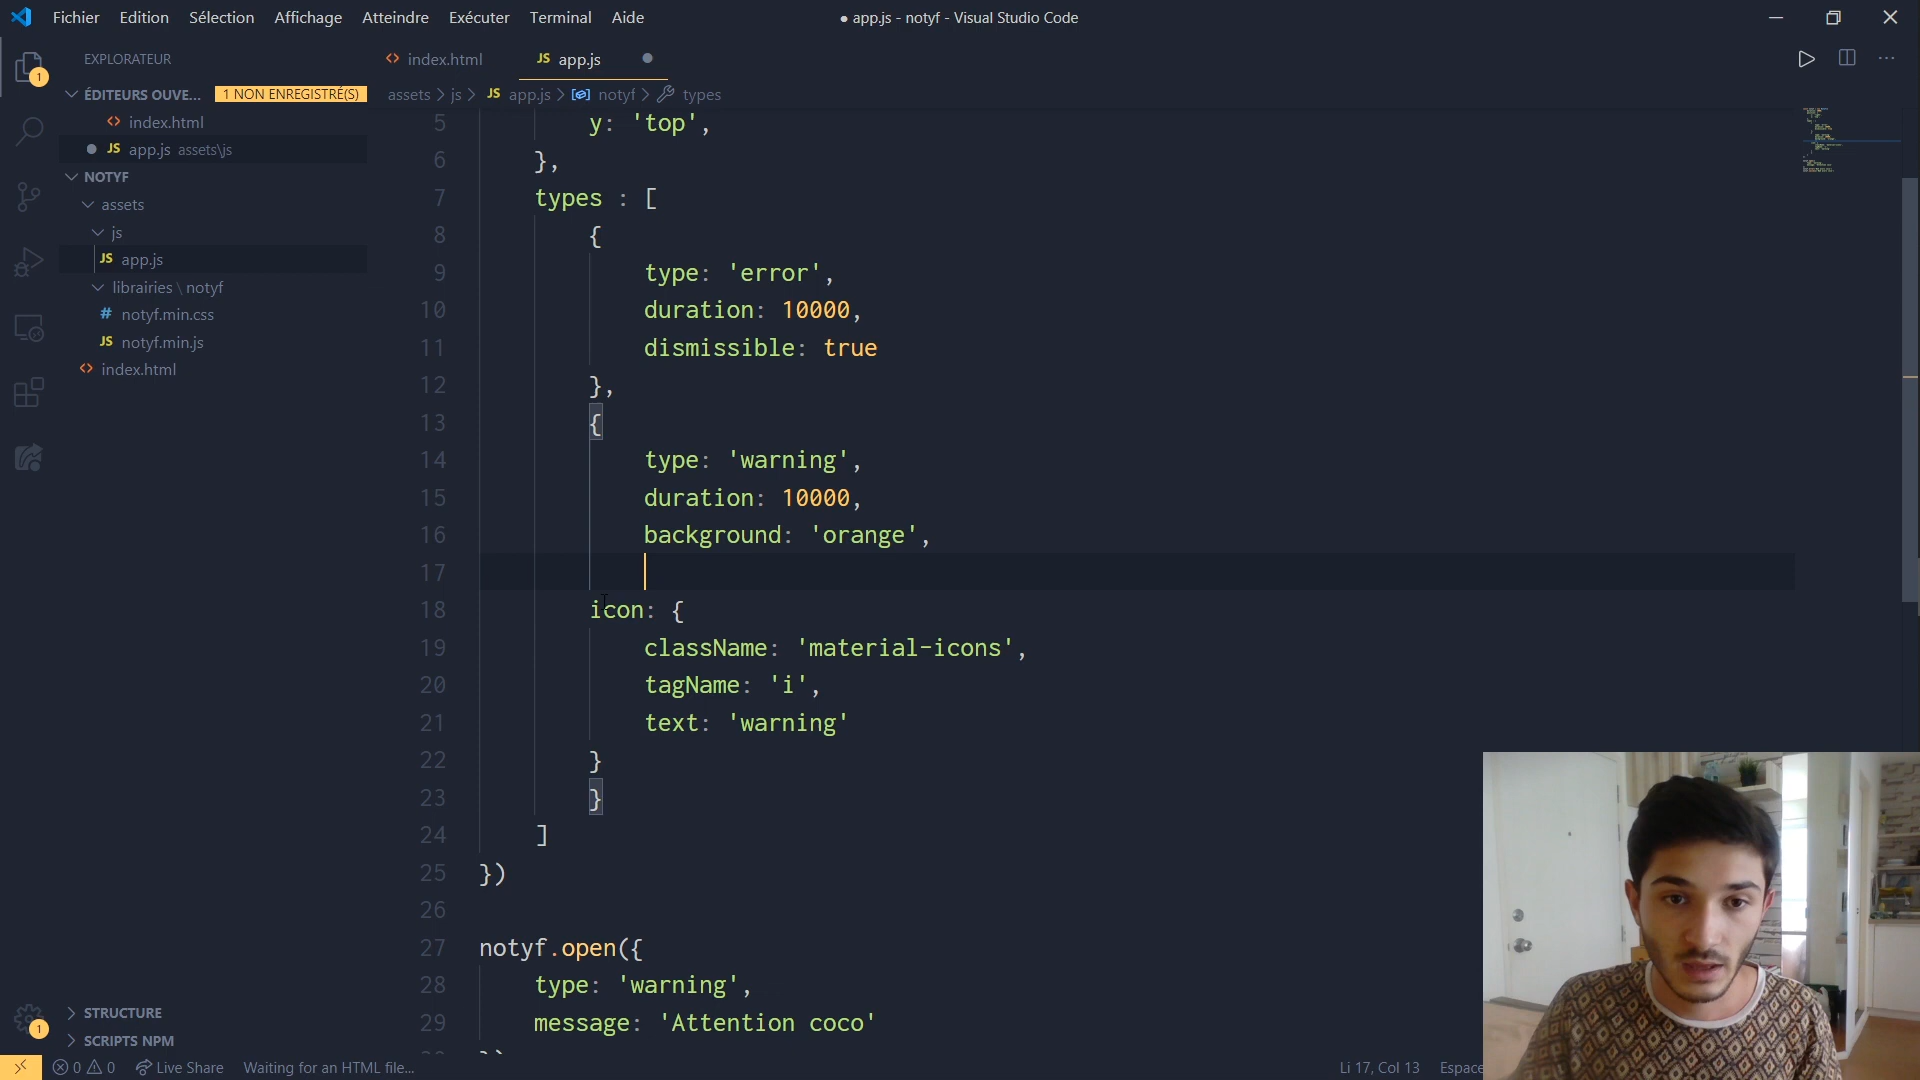 Fichier Edition Sélection Affichage Atteindre Exécuter Terminal Aide
● app.js - notyf - Visual Studio Code
EXPLORATEUR
ÉDITEURS OUVE... 1 NON ENREGISTRÉ(S)
<> index.html
JS app.js assets\js
NOTYF
assets
js
JS app.js
librairies \ notyf
# notyf.min.css
JS notyf.min.js
<> index.html
STRUCTURE
SCRIPTS NPM
1
1
<> index.html JS app.js
assets > js > JS app.js > notyf > types
5 y: 'top',
6 },
7 types : [
8 {
9 type: 'error',
10 duration: 10000,
11 dismissible: true
12 },
13 {
14 type: 'warning',
15 duration: 10000,
16 background: 'orange',
17
18 icon: {
19 className: 'material-icons',
20 tagName: 'i',
21 text: 'warning'
22 }
23 }
24 ]
25 })
26
27 notyf.open({
28 type: 'warning',
29 message: 'Attention coco'
0 0 Live Share Waiting for an HTML file...
Li 17, Col 13 Espace